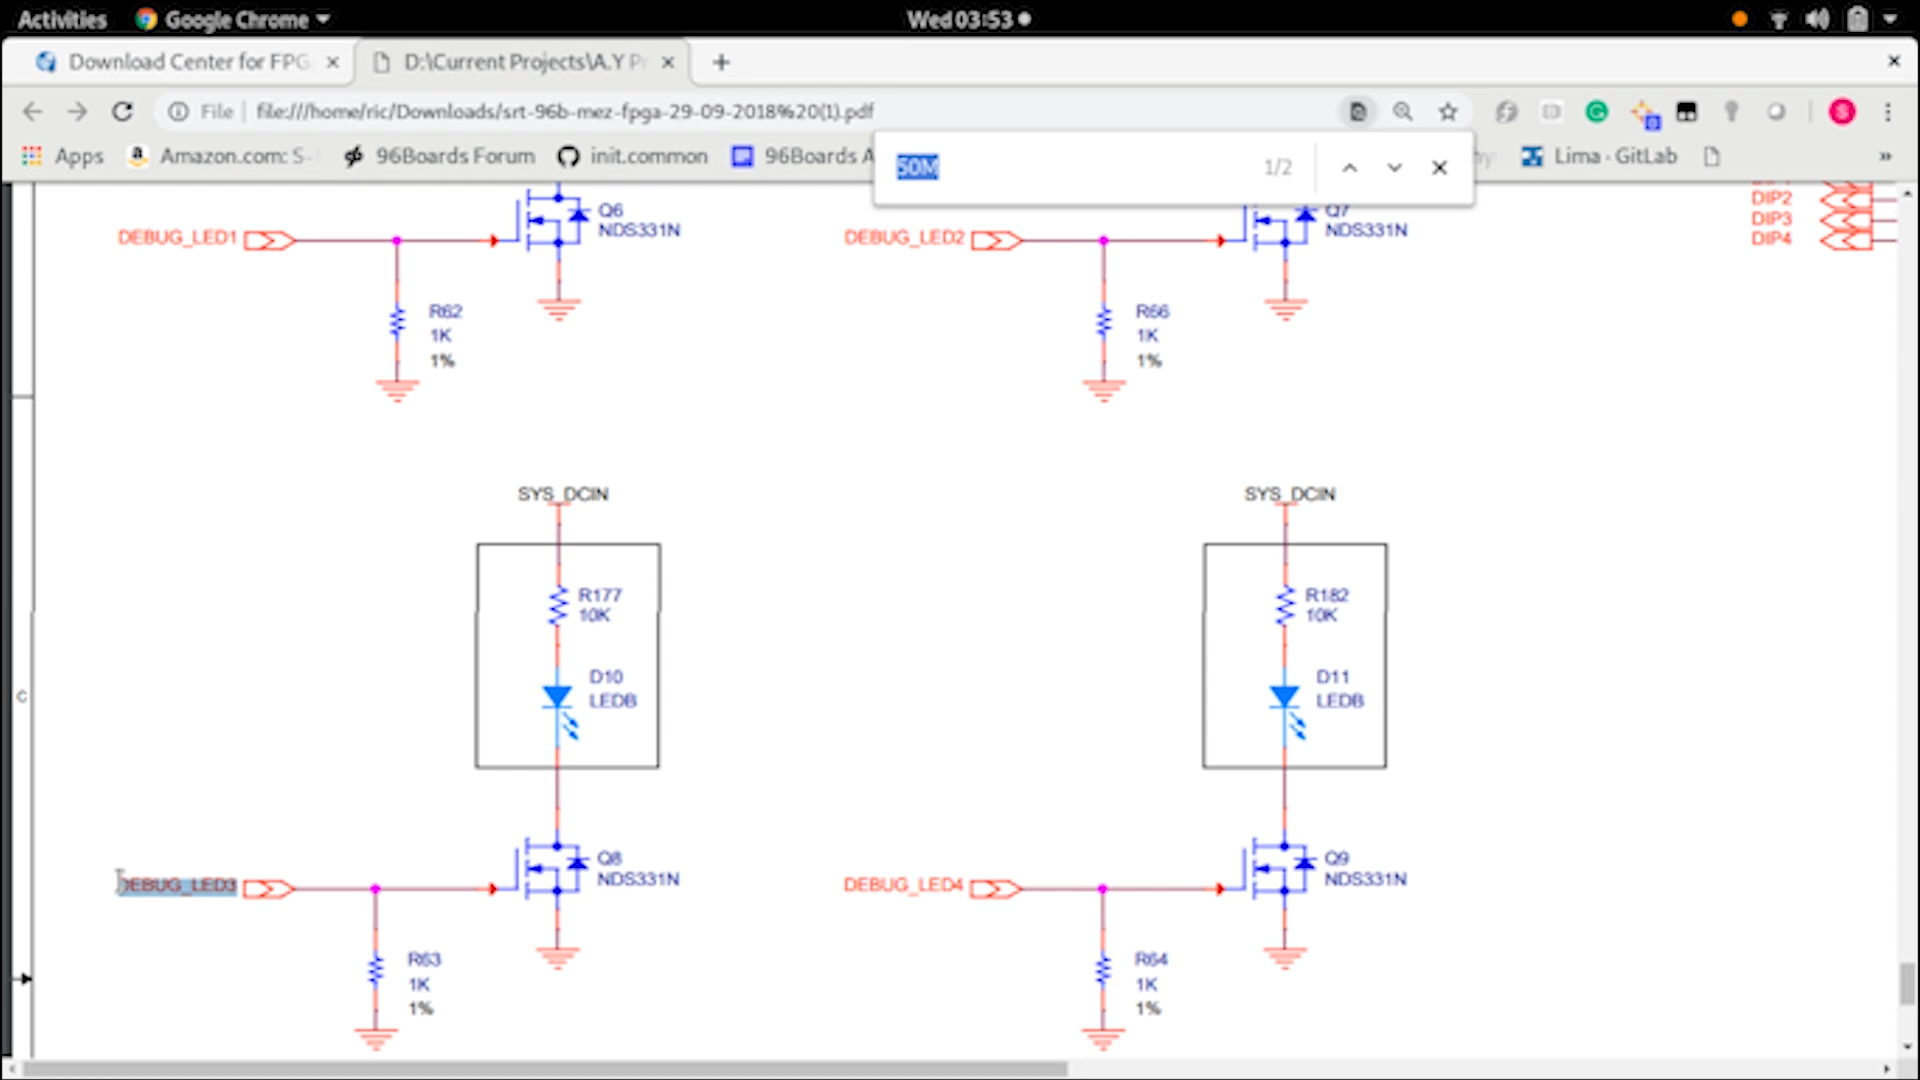 Activities Google Chrome Wed 03:53
Download Center for FPG D:\Current Projects\A.Y Pr
File file:///home/ric/Downloads/srt-96b-mez-fpga-29-09-2018%20(1).pdf
Apps Amazon.com: S- 96Boards Forum init.common 96Boards A Lima · GitLab »
50M 1/2
DEBUG_LED1
Q6
NDS331N
R62
1K
1%
DEBUG_LED2
Q7
NDS331N
R66
1K
1%
DIP2
DIP3
DIP4
SYS_DCIN
R177
10K
D10
LEDB
DEBUG_LED3
Q8
NDS331N
R63
1K
1%
SYS_DCIN
R182
10K
D11
LEDB
DEBUG_LED4
Q9
NDS331N
R64
1K
1%
C
S